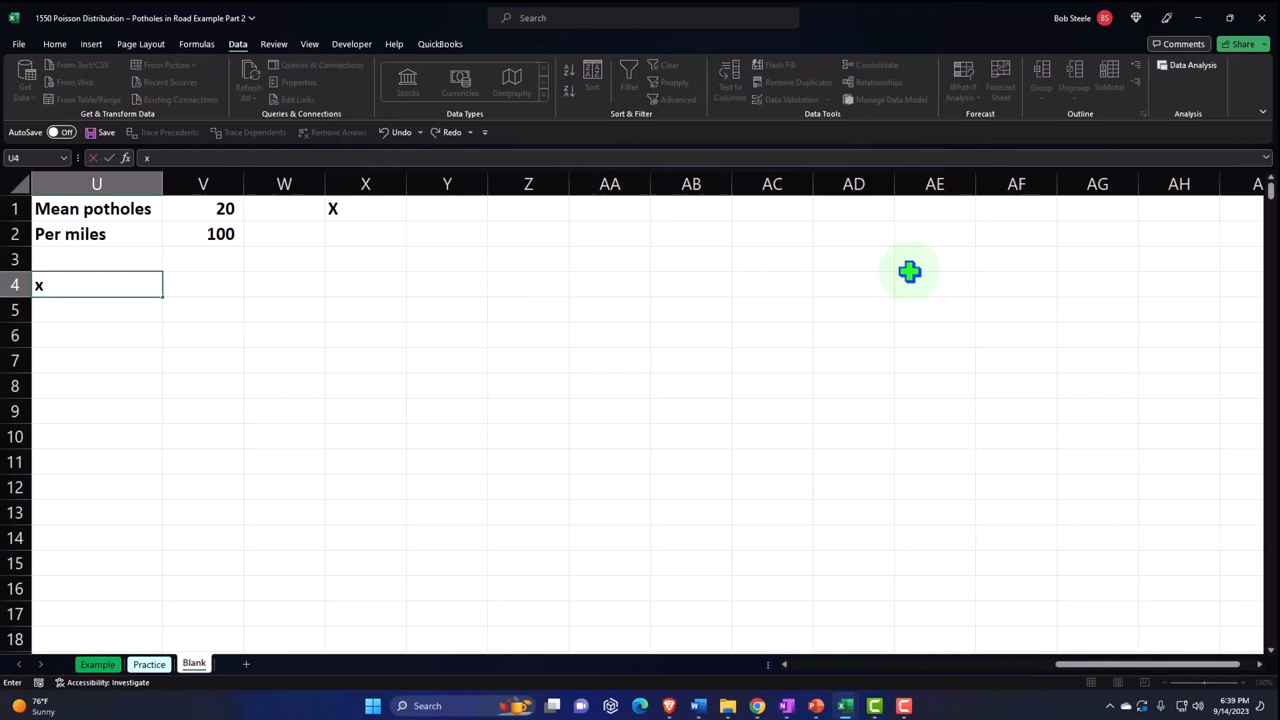 1550 Poisson Distribution – Potholes in Road Example Part 2
Search
Bob Steele
BS
File Home Insert Page Layout Formulas Data Review View Developer Help QuickBooks
Comments Share
Get Data
From Text/CSV
From Web
From Table/Range
From Picture
Recent Sources
Existing Connections
Get & Transform Data
Refresh All
Queries & Connections
Properties
Edit Links
Queries & Connections
Stocks
Currencies
Geography
Data Types
Sort
Filter
Clear
Reapply
Advanced
Sort & Filter
Text to Columns
Flash Fill
Remove Duplicates
Data Validation
Consolidate
Relationships
Manage Data Model
Data Tools
What-If Analysis
Forecast Sheet
Forecast
Group
Ungroup
Subtotal
Outline
Data Analysis
Analysis
AutoSave Off Save Trace Precedents Trace Dependents Remove Arrows Undo Redo
U4 fx x
U V W X Y Z AA AB AC AD AE AF AG AH A
1 Mean potholes 20 X
2 Per miles 100
3
4 x
5
6
7
8
9
10
11
12
13
14
15
16
17
18
Example Practice Blank
Enter Accessibility: Investigate 190%
76°F
Sunny
Search
6:39 PM
9/14/2023